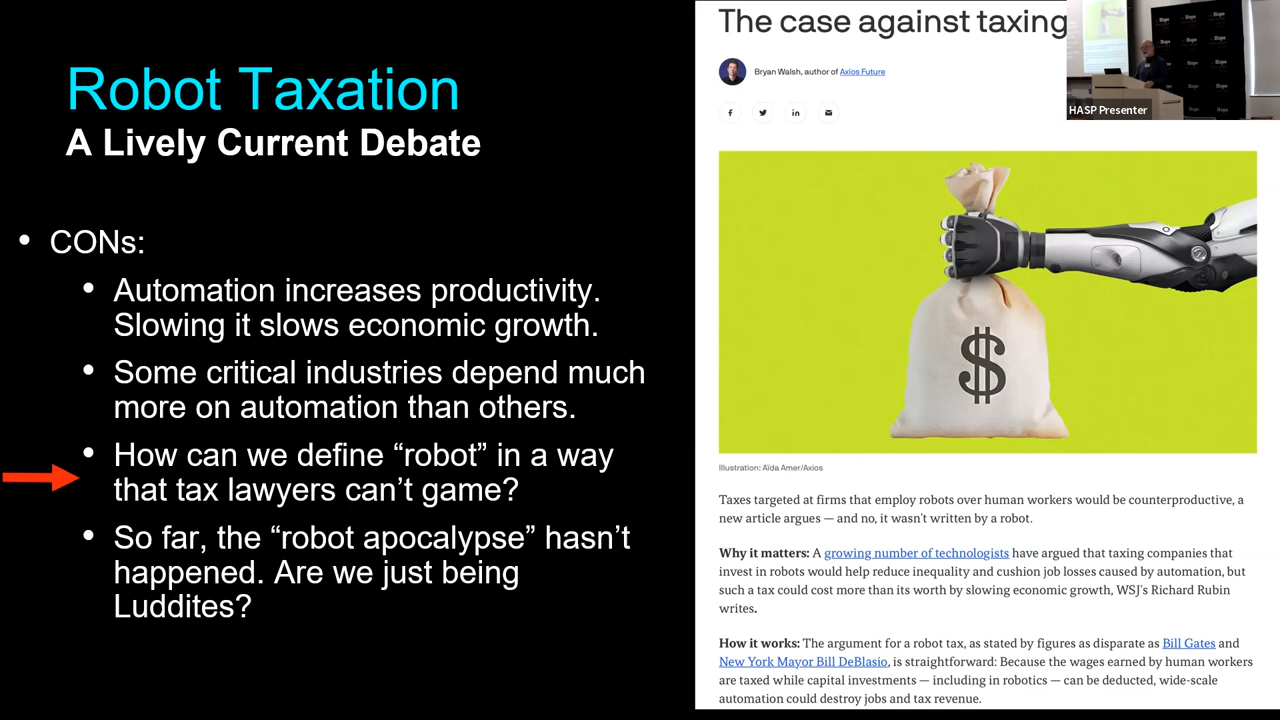 Robot Taxation
A Lively Current Debate
• CONs:
• Automation increases productivity.
Slowing it slows economic growth.
• Some critical industries depend much
more on automation than others.
• How can we define “robot” in a way
that tax lawyers can’t game?
• So far, the “robot apocalypse” hasn’t
happened. Are we just being
Luddites?
The case against taxing
Bryan Walsh, author of Axios Future
$
Illustration: Aïda Amer/Axios
Taxes targeted at firms that employ robots over human workers would be counterproductive, a
new article argues — and no, it wasn't written by a robot.
Why it matters: A growing number of technologists have argued that taxing companies that
invest in robots would help reduce inequality and cushion job losses caused by automation, but
such a tax could cost more than its worth by slowing economic growth, WSJ's Richard Rubin
writes.
How it works: The argument for a robot tax, as stated by figures as disparate as Bill Gates and
New York Mayor Bill DeBlasio, is straightforward: Because the wages earned by human workers
are taxed while capital investments — including in robotics — can be deducted, wide-scale
automation could destroy jobs and tax revenue.
HASP Presenter
Hope